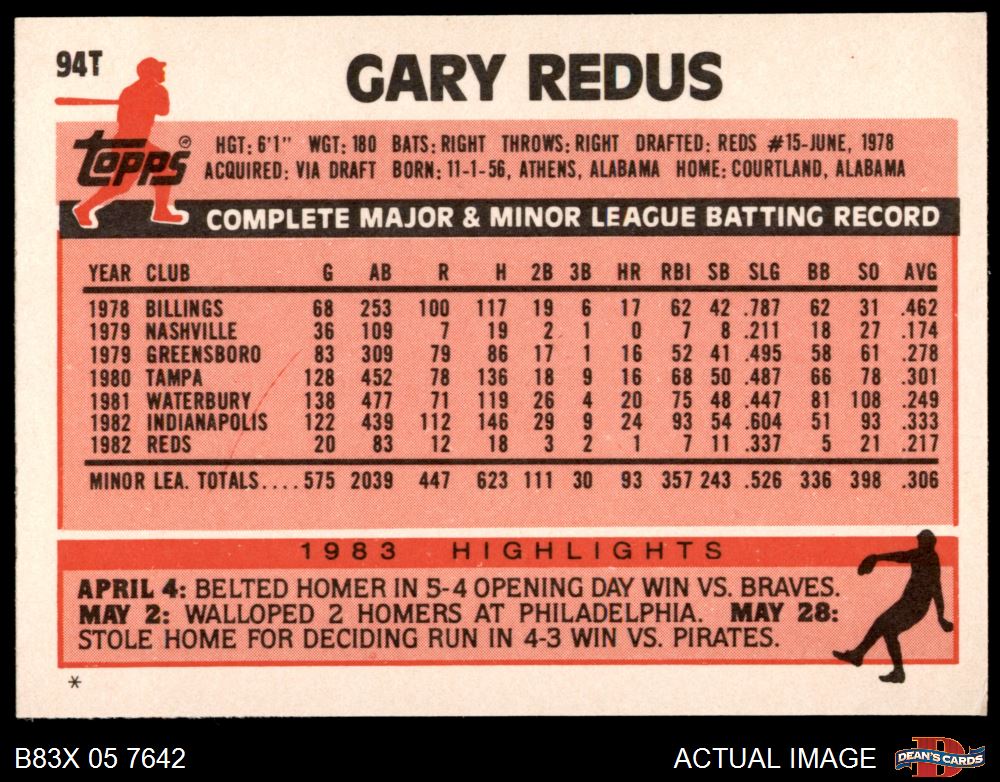 94T
GARY REDUS
topps®
HGT: 6'1" WGT: 180 BATS: RIGHT THROWS: RIGHT DRAFTED: REDS #15-JUNE, 1978
ACQUIRED: VIA DRAFT BORN: 11-1-56, ATHENS, ALABAMA HOME: COURTLAND, ALABAMA
COMPLETE MAJOR & MINOR LEAGUE BATTING RECORD
YEAR CLUB G AB R H 2B 3B HR RBI SB SLG BB SO AVG
1978 BILLINGS 68 253 100 117 19 6 17 62 42 .787 62 31 .462
1979 NASHVILLE 36 109 7 19 2 1 0 7 8 .211 18 27 .174
1979 GREENSBORO 83 309 79 86 17 1 16 52 41 .495 58 61 .278
1980 TAMPA 128 452 78 136 18 9 16 68 50 .487 66 78 .301
1981 WATERBURY 138 477 71 119 26 4 20 75 48 .447 81 108 .249
1982 INDIANAPOLIS 122 439 112 146 29 9 24 93 54 .604 51 93 .333
1982 REDS 20 83 12 18 3 2 1 7 11 .337 5 21 .217
MINOR LEA. TOTALS....575 2039 447 623 111 30 93 357 243 .526 336 398 .306
1983 HIGHLIGHTS
APRIL 4: BELTED HOMER IN 5-4 OPENING DAY WIN VS. BRAVES.
MAY 2: WALLOPED 2 HOMERS AT PHILADELPHIA. MAY 28:
STOLE HOME FOR DECIDING RUN IN 4-3 WIN VS. PIRATES.
*
B83X 05 7642
ACTUAL IMAGE
D
DEAN'S CARDS